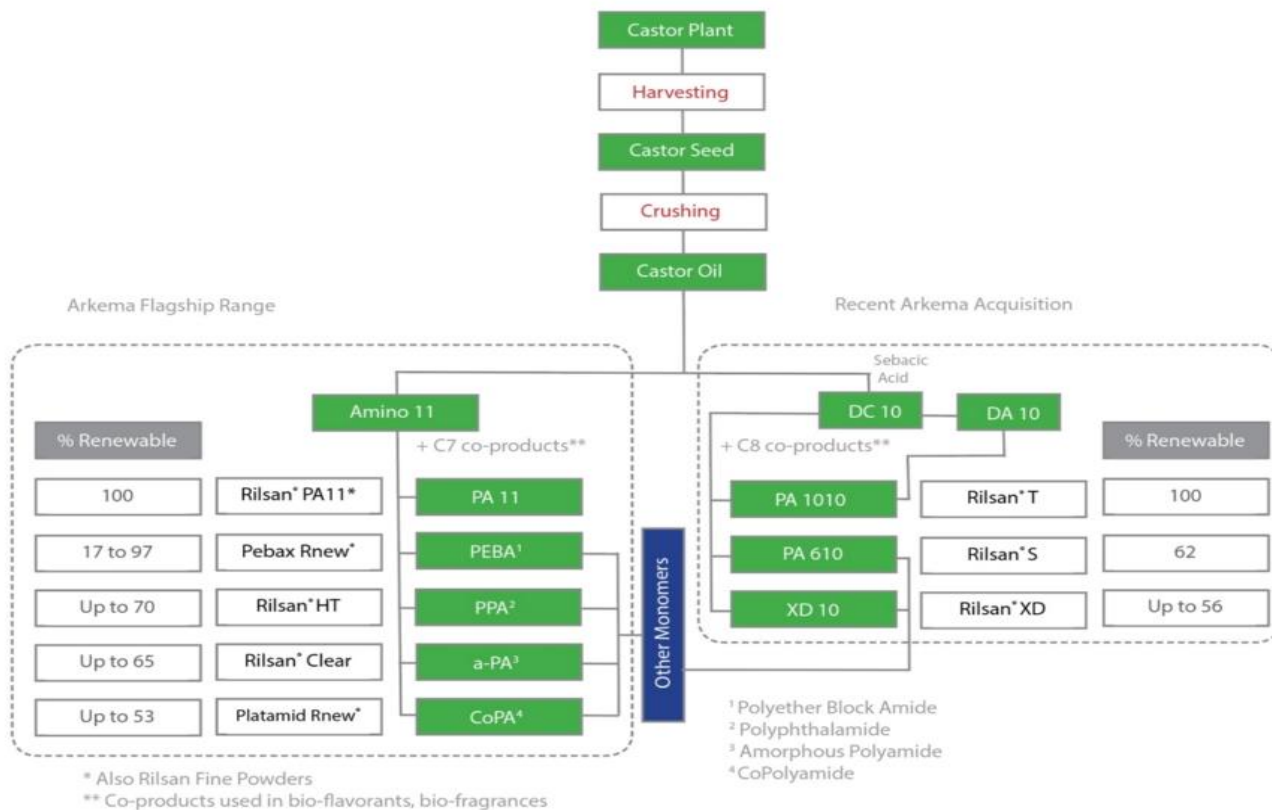 Castor Plant
Harvesting
Castor Seed
Crushing
Castor Oil
Arkema Flagship Range
Recent Arkema Acquisition
Sebacic
Acid
Amino 11
DC 10
DA 10
% Renewable
+ C7 co-products**
+ C8 co-products**
% Renewable
100
Rilsan® PA11*
PA 11
PA 1010
Rilsan® T
100
17 to 97
Pebax Rnew®
PEBA¹
PA 610
Rilsan® S
62
Up to 70
Rilsan® HT
PPA²
XD 10
Rilsan® XD
Up to 56
Other Monomers
Up to 65
Rilsan® Clear
a-PA³
Up to 53
Platamid Rnew®
CoPA⁴
¹ Polyether Block Amide
² Polyphthalamide
³ Amorphous Polyamide
⁴ CoPolyamide
* Also Rilsan Fine Powders
** Co-products used in bio-flavorants, bio-fragrances